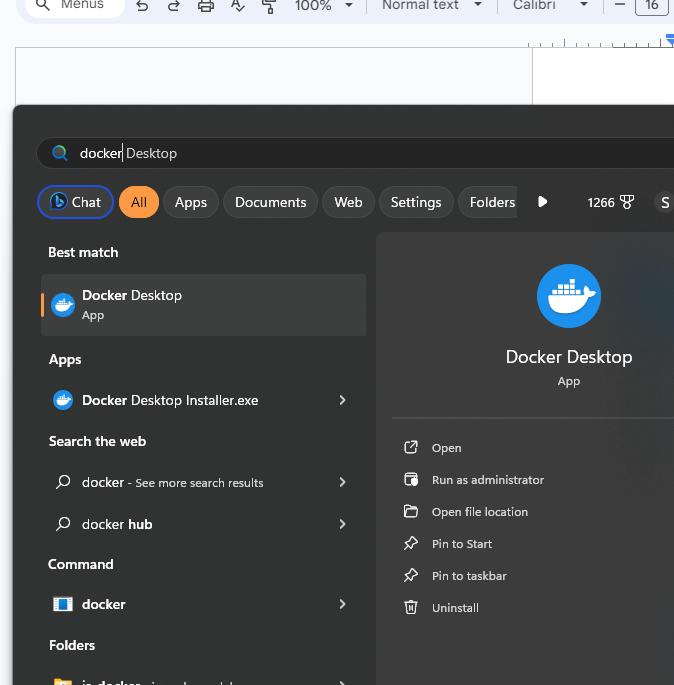 Menus 100% Normal text Calibri 16
docker Desktop
Chat All Apps Documents Web Settings Folders 1266 S
Best match
Docker Desktop
App
Apps
Docker Desktop Installer.exe
Search the web
docker - See more search results
docker hub
Command
docker
Folders
Docker Desktop
App
Open
Run as administrator
Open file location
Pin to Start
Pin to taskbar
Uninstall